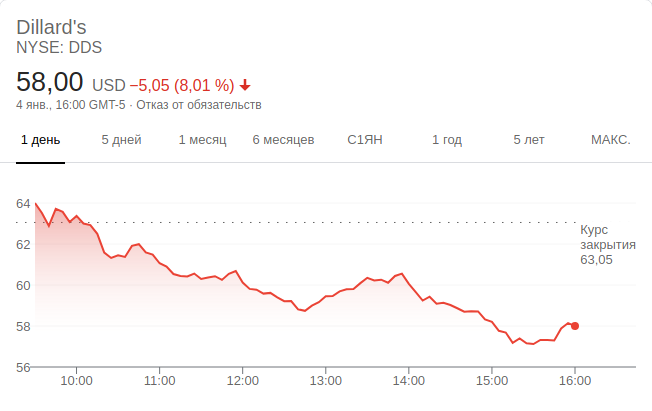 Dillard's
NYSE: DDS
58,00 USD −5,05 (8,01 %)
4 янв., 16:00 GMT-5 · Отказ от обязательств
1 день 5 дней 1 месяц 6 месяцев С1ЯН 1 год 5 лет МАКС.
64
62
60
58
56
Курс
закрытия
63,05
10:00 11:00 12:00 13:00 14:00 15:00 16:00